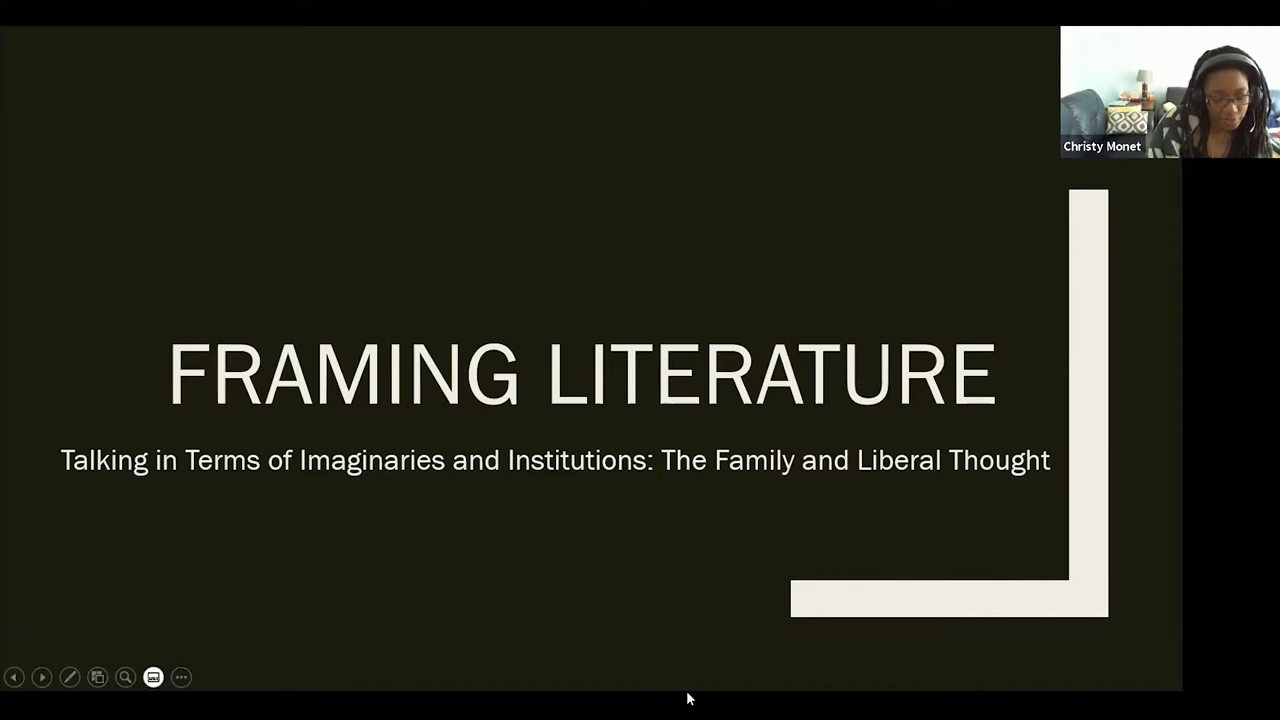 Christy Monet
FRAMING LITERATURE
Talking in Terms of Imaginaries and Institutions: The Family and Liberal Thought